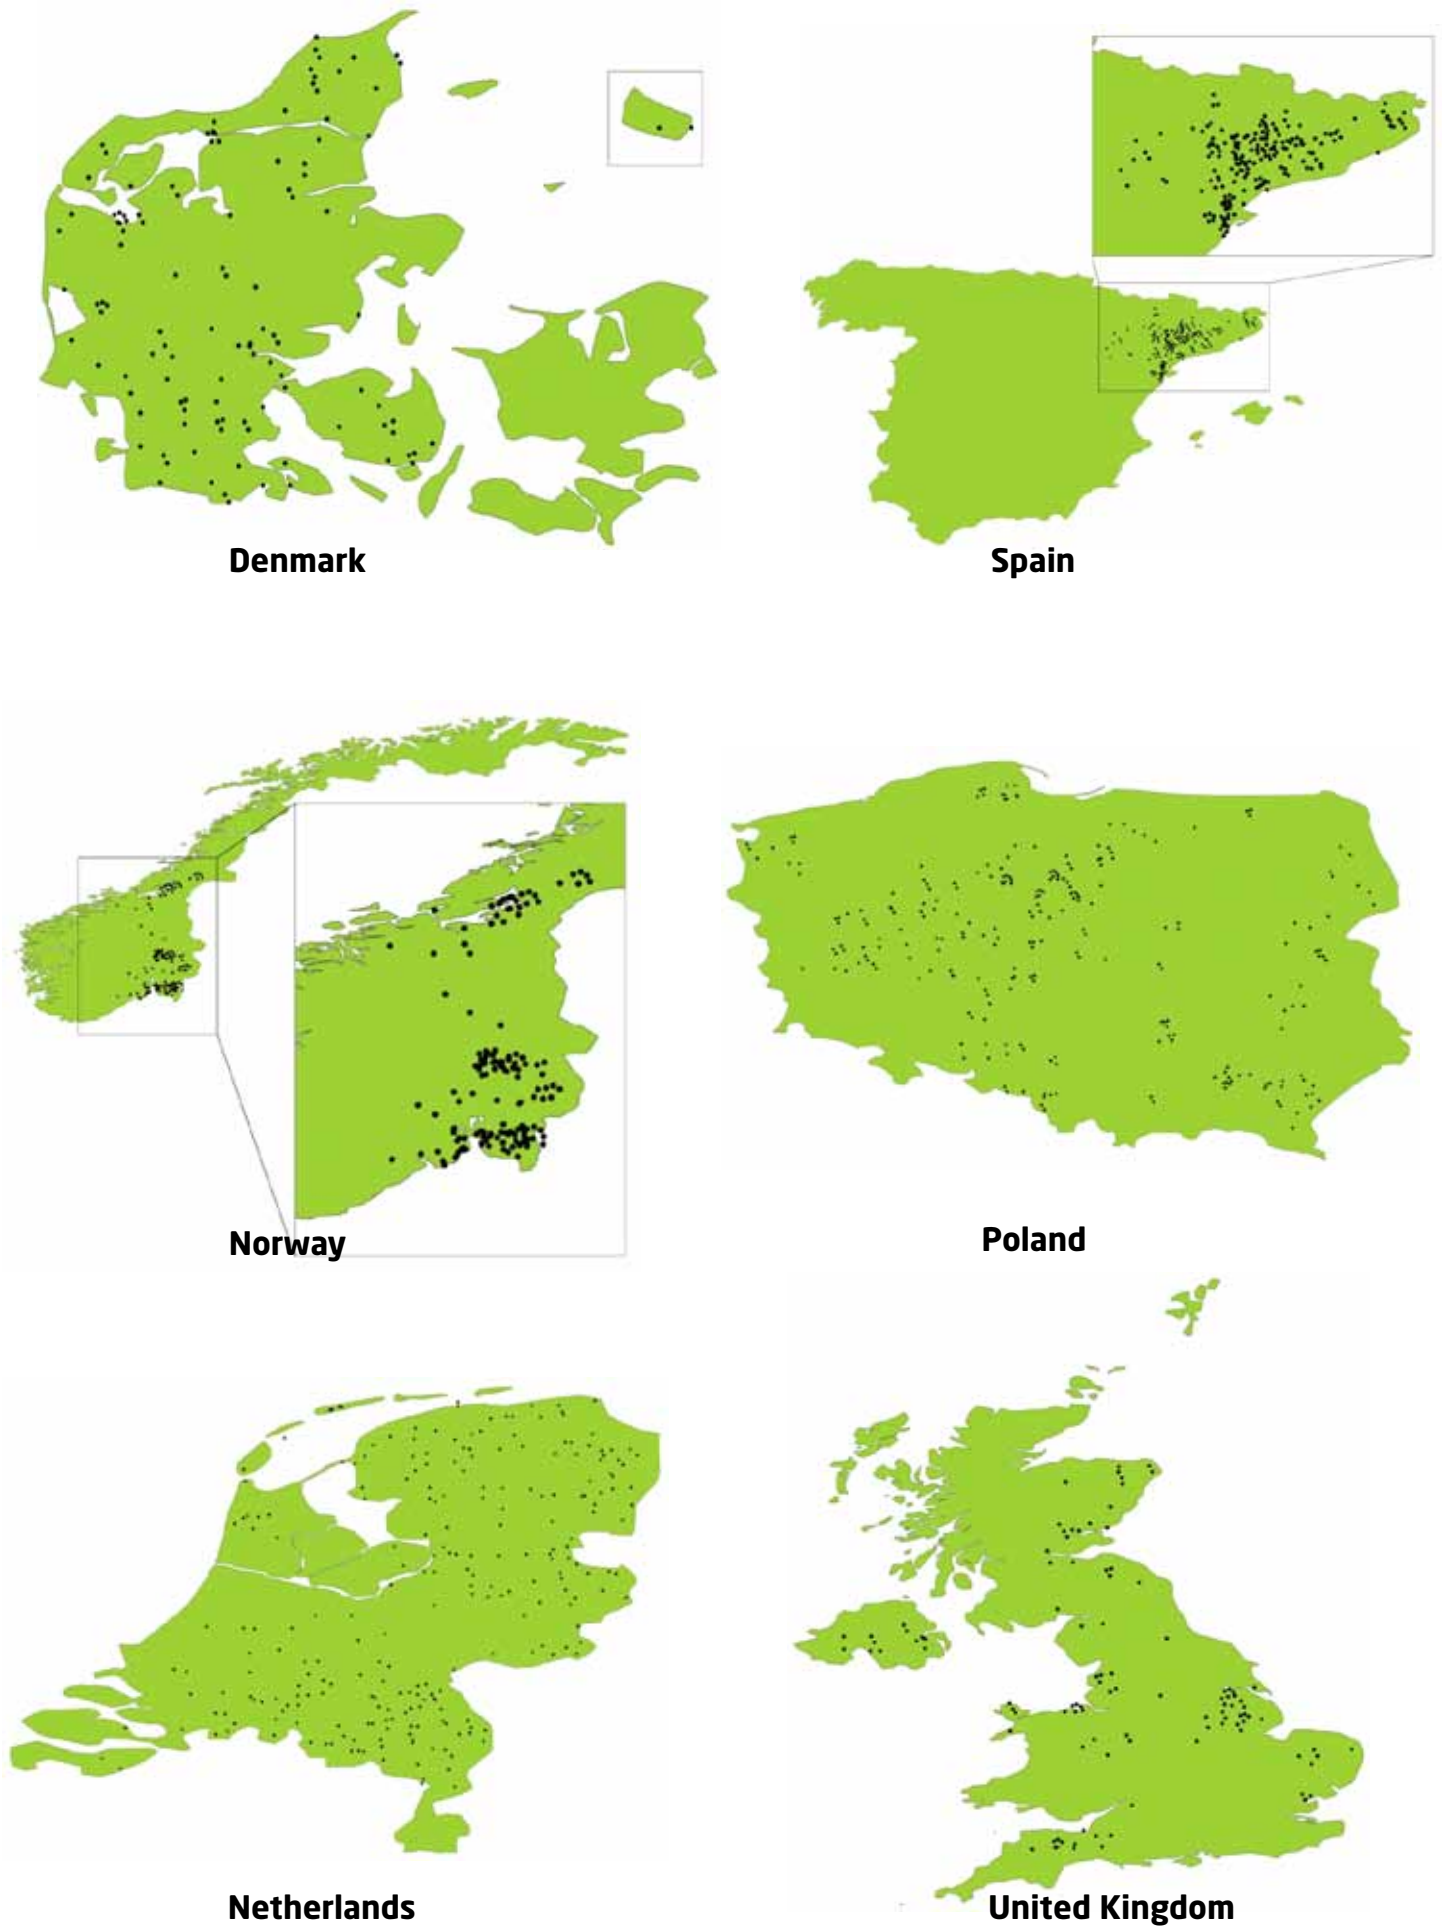 Denmark
Spain
Norway
Poland
Netherlands
United Kingdom